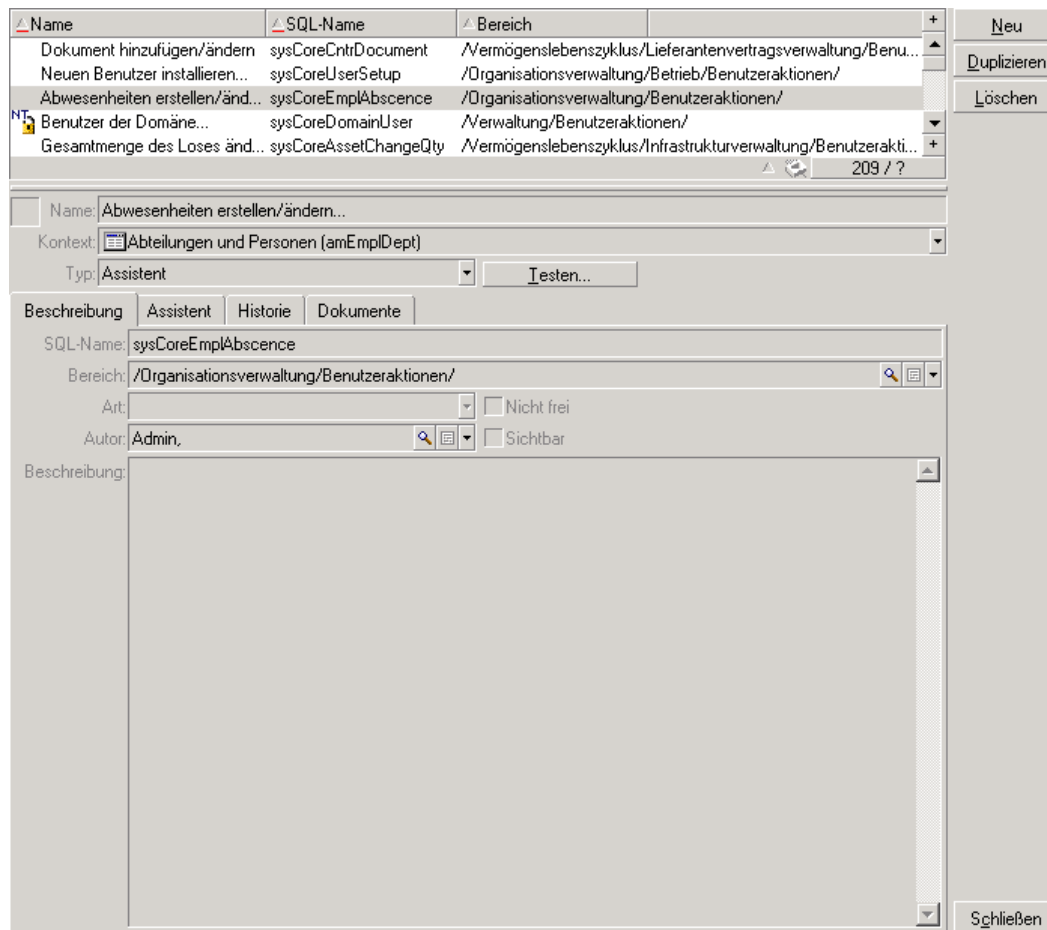 Name SQL-Name Bereich +
Dokument hinzufügen/ändern sysCoreCntrDocument /Vermögenslebenszyklus/Lieferantenvertragsverwaltung/Benu...
Neuen Benutzer installieren... sysCoreUserSetup /Organisationsverwaltung/Betrieb/Benutzeraktionen/
Abwesenheiten erstellen/änd... sysCoreEmplAbscence /Organisationsverwaltung/Benutzeraktionen/
NT Benutzer der Domäne... sysCoreDomainUser /Verwaltung/Benutzeraktionen/
Gesamtmenge des Loses änd... sysCoreAssetChangeQty /Vermögenslebenszyklus/Infrastrukturverwaltung/Benutzerakti... +
209 / ?
Neu
Duplizieren
Löschen
Name: Abwesenheiten erstellen/ändern...
Kontext: Abteilungen und Personen (amEmplDept)
Typ: Assistent Testen...
Beschreibung Assistent Historie Dokumente
SQL-Name: sysCoreEmplAbscence
Bereich: /Organisationsverwaltung/Benutzeraktionen/
Art: Nicht frei
Autor: Admin, Sichtbar
Beschreibung:
Schließen